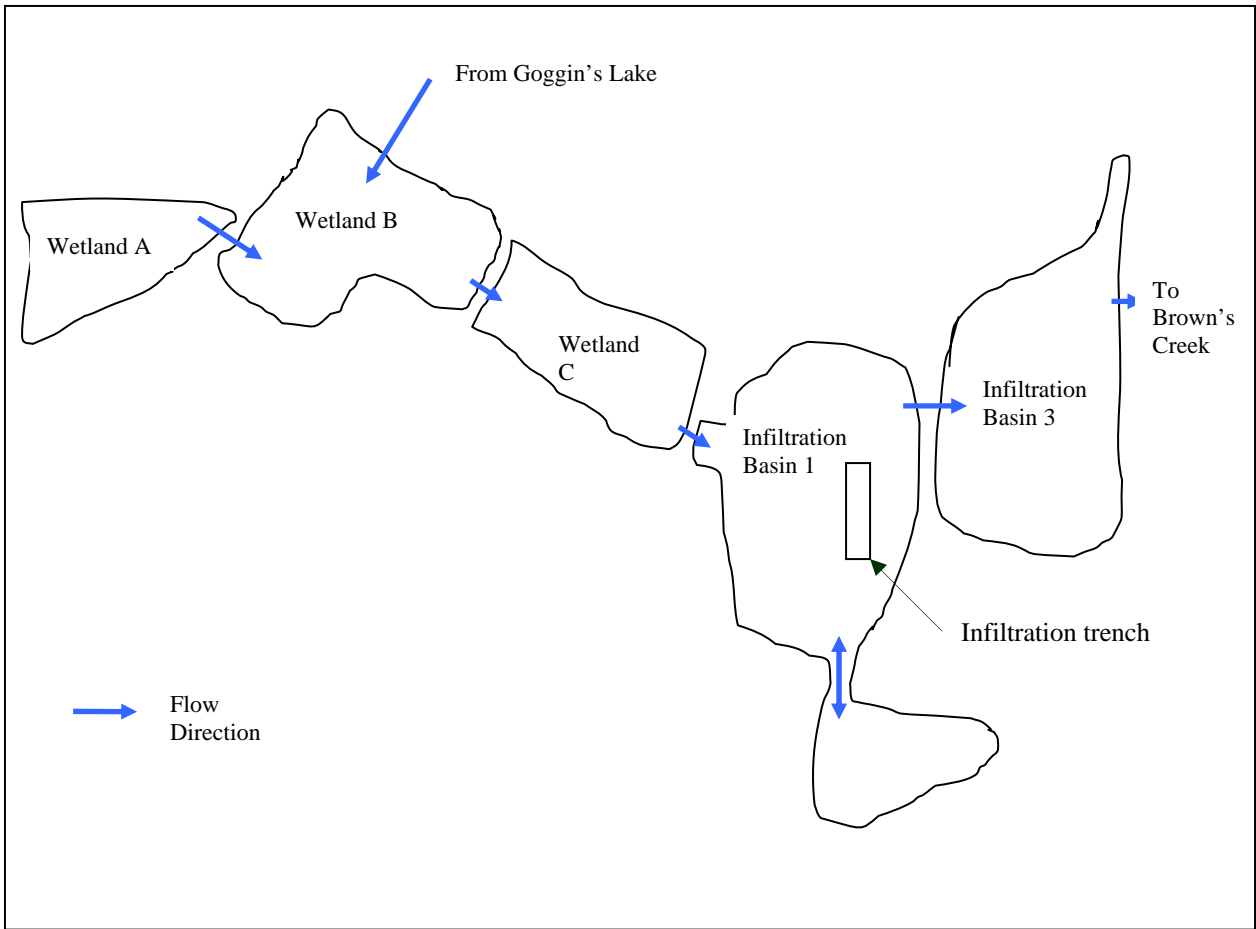 From Goggin's Lake
Wetland A
Wetland B
Wetland
C
Infiltration
Basin 1
Infiltration
Basin 3
To
Brown's
Creek
Infiltration trench
Flow
Direction